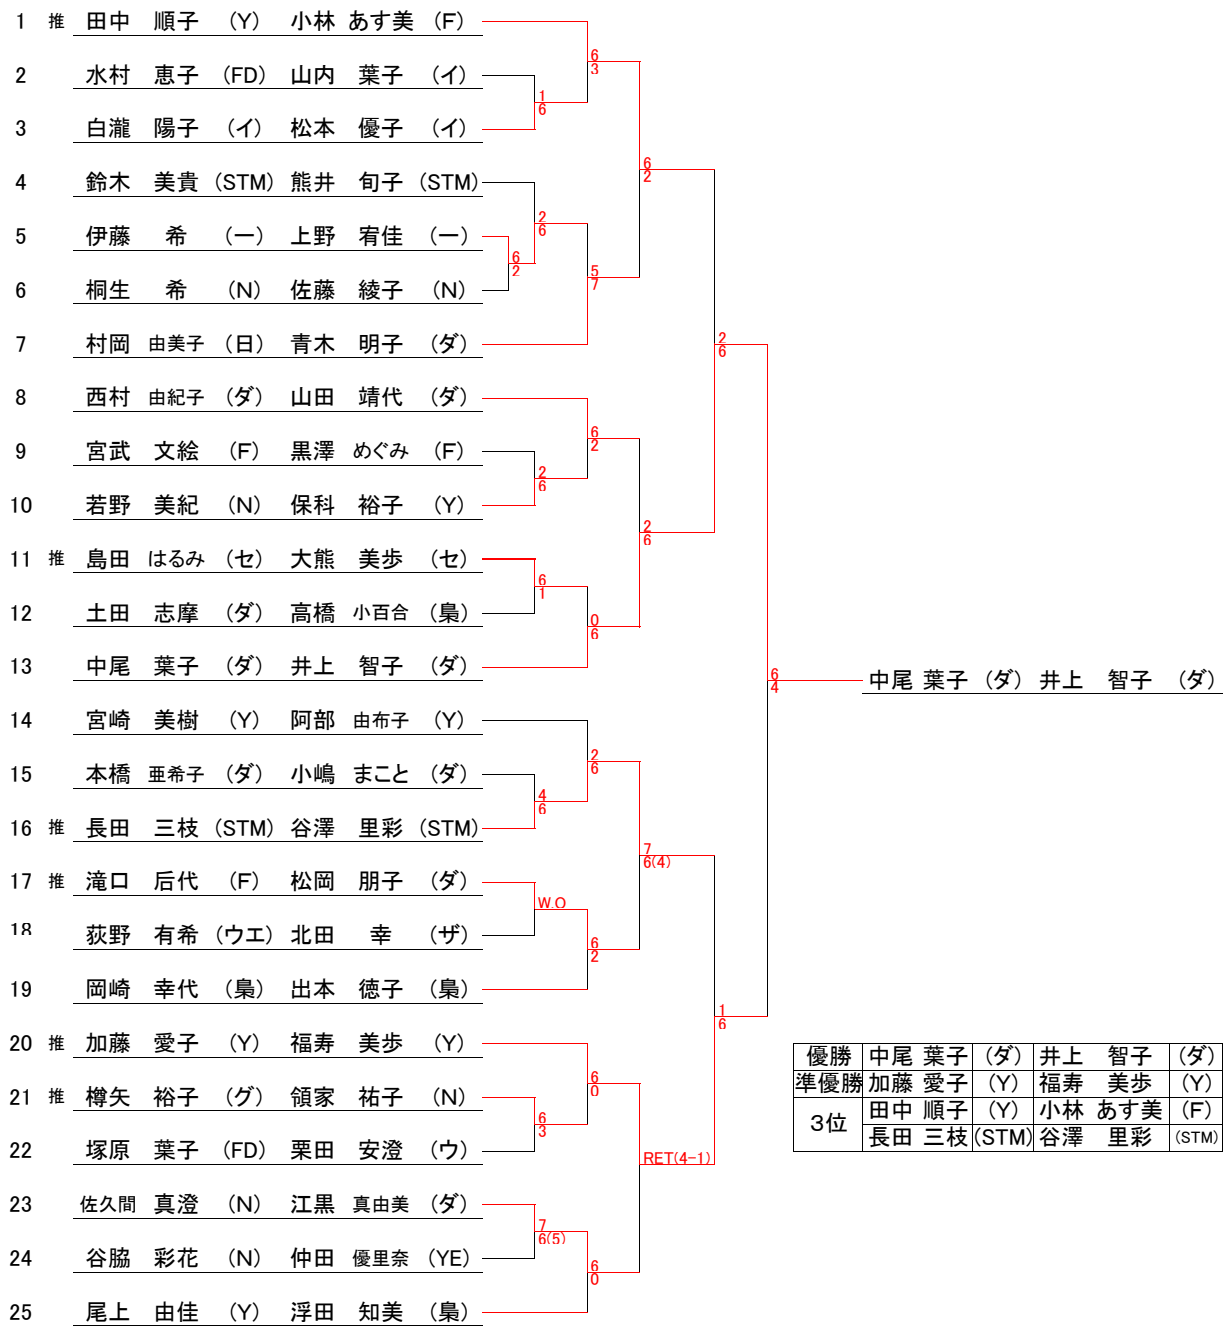 1 推 田中 順子 (Y) 小林 あす美 (F)
6
3
2 水村 恵子 (FD) 山内 葉子 (イ)
1
6
3 白瀧 陽子 (イ) 松本 優子 (イ)
6
2
4 鈴木 美貴 (STM) 熊井 旬子 (STM)
2
6
5 伊藤 希 (一) 上野 宥佳 (一)
6
2
5
7
6 桐生 希 (N) 佐藤 綾子 (N)
7 村岡 由美子 (日) 青木 明子 (ダ)
2
6
8 西村 由紀子 (ダ) 山田 靖代 (ダ)
6
2
9 宮武 文絵 (F) 黒澤 めぐみ (F)
2
6
10 若野 美紀 (N) 保科 裕子 (Y)
2
6
11 推 島田 はるみ (セ) 大熊 美歩 (セ)
6
1
12 土田 志摩 (ダ) 高橋 小百合 (梟)
0
6
13 中尾 葉子 (ダ) 井上 智子 (ダ)
6
4
中尾 葉子 (ダ) 井上 智子 (ダ)
14 宮崎 美樹 (Y) 阿部 由布子 (Y)
2
6
15 本橋 亜希子 (ダ) 小嶋 まこと (ダ)
4
6
16 推 長田 三枝 (STM) 谷澤 里彩 (STM)
7
6(4)
17 推 滝口 后代 (F) 松岡 朋子 (ダ)
W.O
18 荻野 有希 (ウエ) 北田 幸 (ザ)
6
2
19 岡崎 幸代 (梟) 出本 徳子 (梟)
1
6
20 推 加藤 愛子 (Y) 福寿 美歩 (Y)
6
0
21 推 樽矢 裕子 (グ) 領家 祐子 (N)
6
3
22 塚原 葉子 (FD) 栗田 安澄 (ウ)
RET(4-1)
23 佐久間 真澄 (N) 江黒 真由美 (ダ)
7
6(5)
24 谷脇 彩花 (N) 仲田 優里奈 (YE)
6
0
25 尾上 由佳 (Y) 浮田 知美 (梟)
優勝 中尾 葉子 (ダ) 井上 智子 (ダ)
準優勝 加藤 愛子 (Y) 福寿 美歩 (Y)
3位 田中 順子 (Y) 小林 あす美 (F)
長田 三枝 (STM) 谷澤 里彩 (STM)